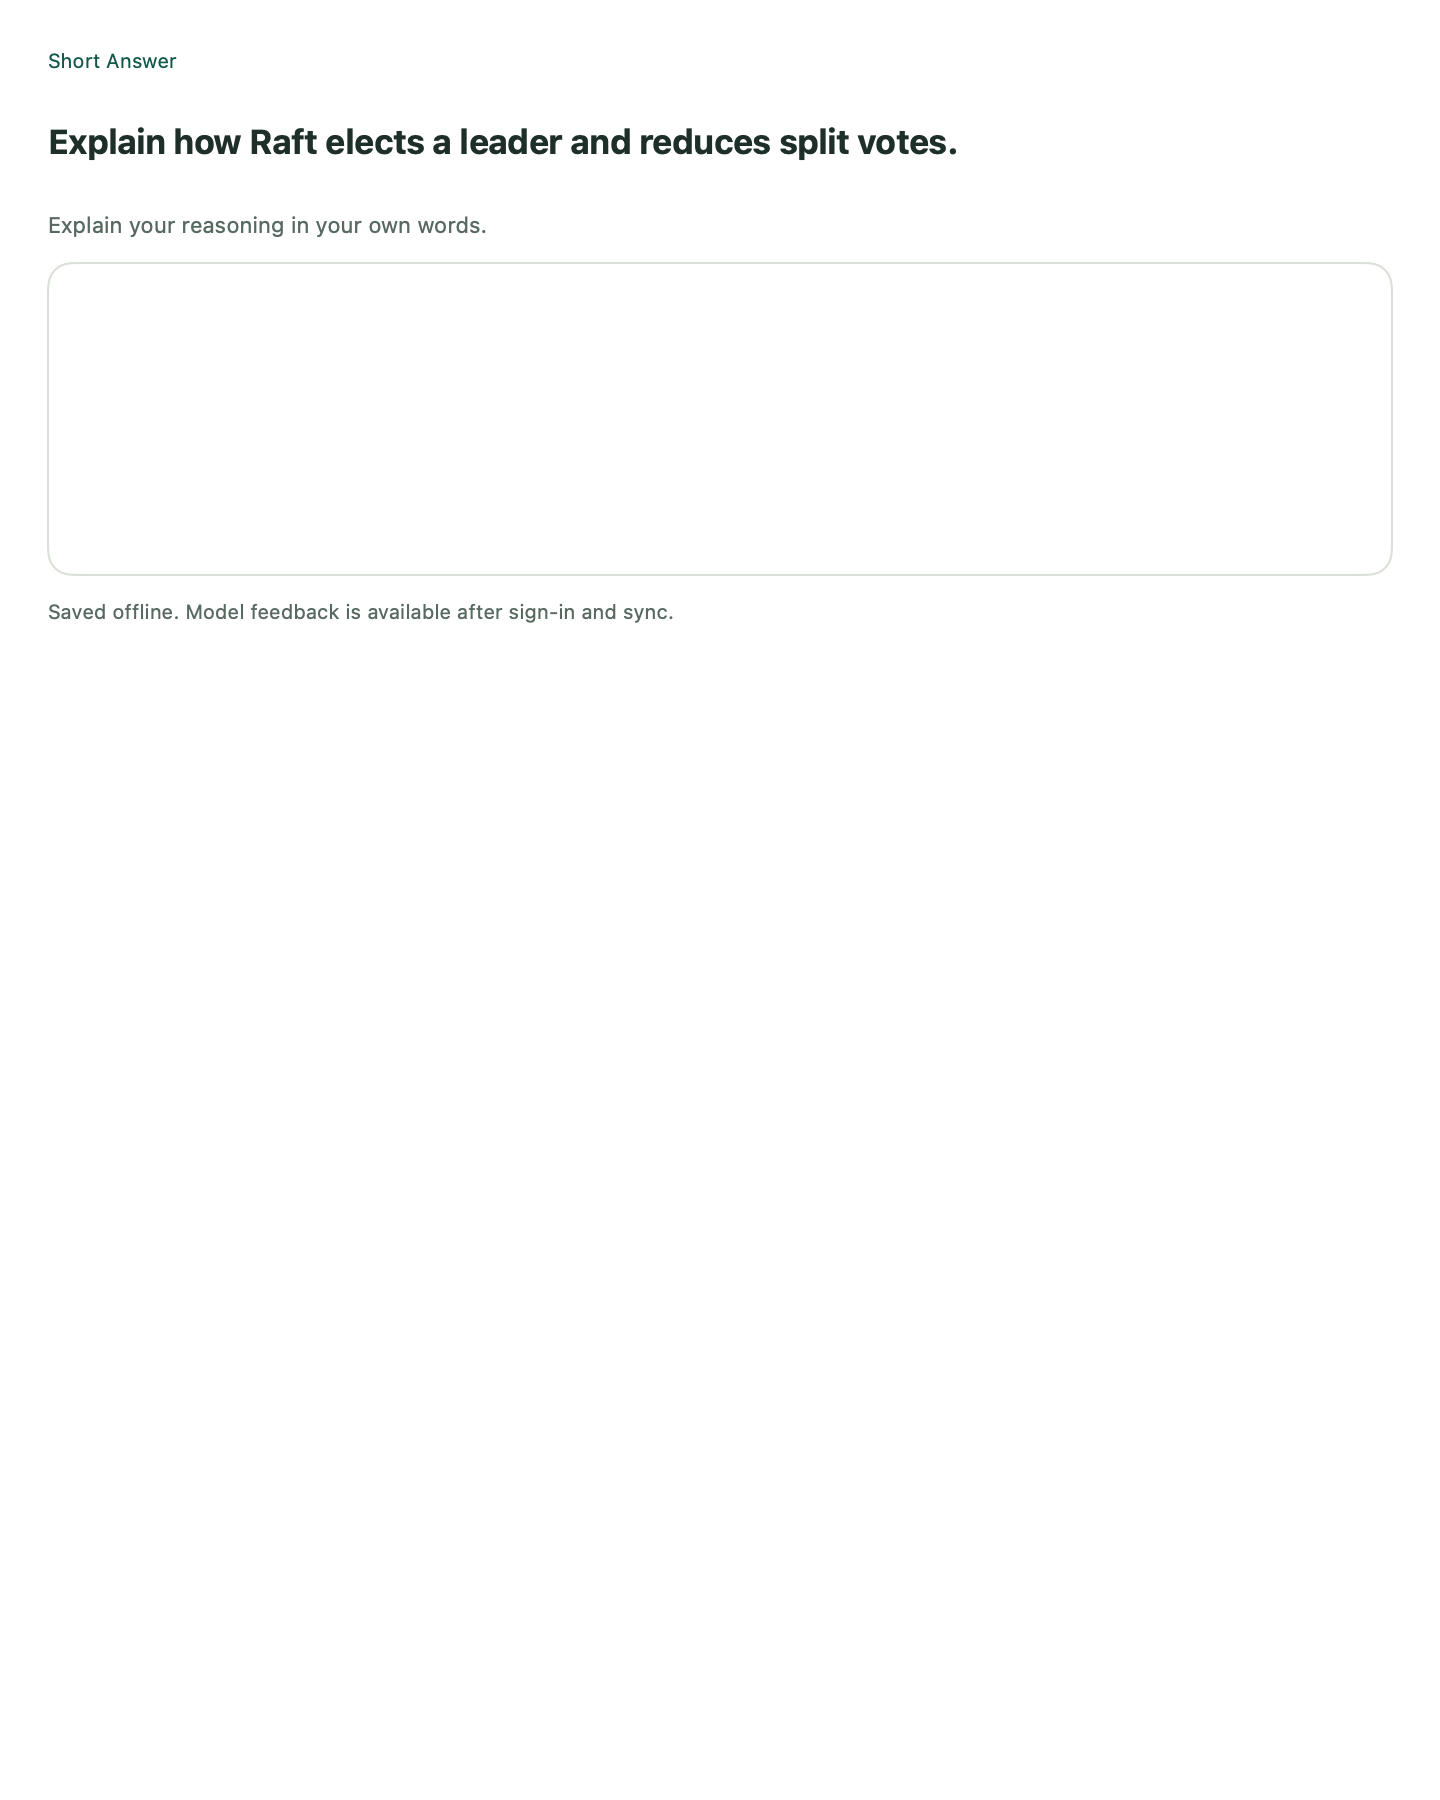 Short Answer
Explain how Raft elects a leader and reduces split votes.
Explain your reasoning in your own words.
Saved offline. Model feedback is available after sign-in and sync.